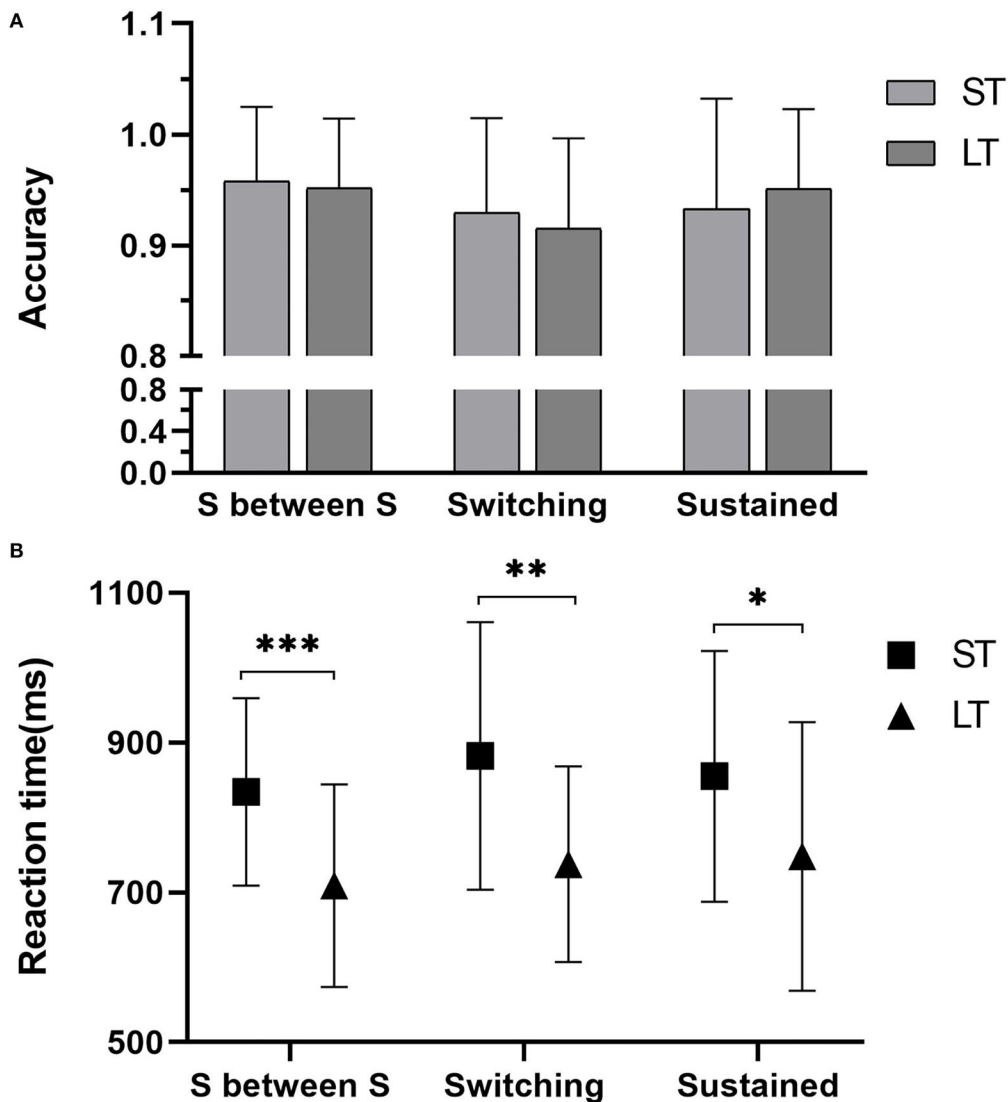 A
1.1
1.0
0.9
0.8
0.8
0.4
0.0
Accuracy
ST
LT
S between S Switching Sustained
B
1100
900
700
500
Reaction time(ms)
*** ** *
ST
LT
S between S Switching Sustained